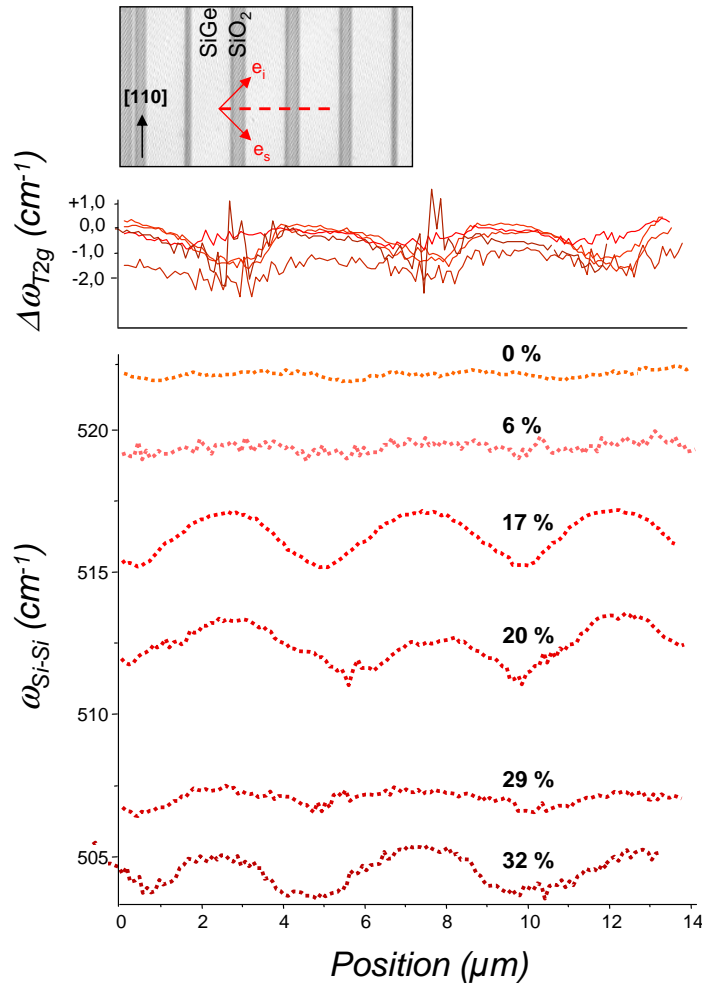 SiGe
SiO2
ei
[110]
es
Δω_T2g (cm-1)
+1,0
0,0
-1,0
-2,0
ω_Si-Si (cm-1)
520
515
510
505
0 %
6 %
17 %
20 %
29 %
32 %
0 2 4 6 8 10 12 14
Position (μm)